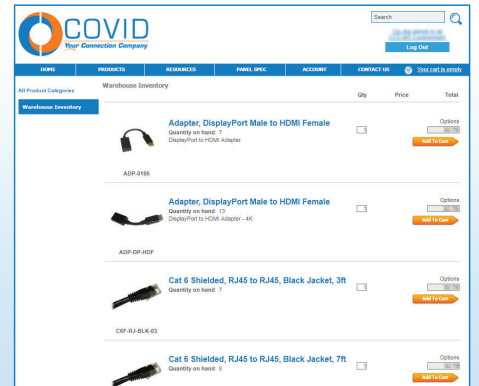 COVID
Your Connection Company
Search
Log Out
HOME PRODUCTS RESOURCES PANEL SPEC ACCOUNT CONTACT US Your cart is empty
All Product Categories
Warehouse Inventory
Warehouse Inventory
Qty Price Total
Adapter, DisplayPort Male to HDMI Female
Quantity on hand: 7
DisplayPort to HDMI Adapter
1
Options
Add To Cart
ADP-0185
Adapter, DisplayPort Male to HDMI Female
Quantity on hand: 13
DisplayPort to HDMI Adapter - 4K
1
Options
Add To Cart
ADP-DP-HDF
Cat 6 Shielded, RJ45 to RJ45, Black Jacket, 3ft
Quantity on hand: 7
1
Options
Add To Cart
C6F-RJ-BLK-03
Cat 6 Shielded, RJ45 to RJ45, Black Jacket, 7ft
Quantity on hand: 8
1
Options
Add To Cart